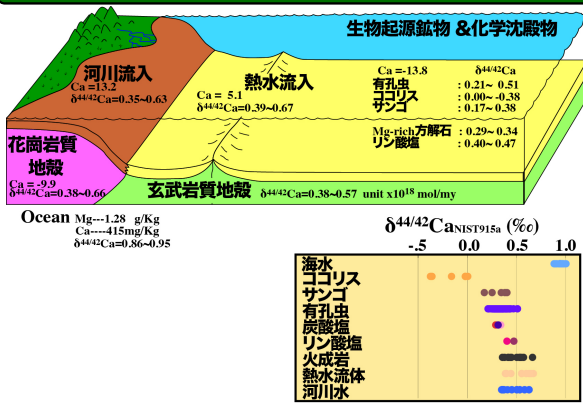 生物起源鉱物 &化学沈殿物
河川流入
Ca =13.2
δ44/42Ca=0.35~0.63
熱水流入
Ca = 5.1
δ44/42Ca=0.39~0.67
Ca =-13.8 δ44/42Ca
有孔虫 : 0.21~ 0.51
ココリス : 0.00~ -0.38
サンゴ : 0.17~ 0.38
Mg-rich方解石 : 0.29~ 0.34
リン酸塩 : 0.40~ 0.47
花崗岩質
地殻
Ca = -9.9
δ44/42Ca=0.38~0.66
玄武岩質地殻 δ44/42Ca=0.38~0.57 unit x1018 mol/my
Ocean Mg---1.28 g/Kg
Ca----415mg/Kg
δ44/42Ca=0.86~0.95
δ44/42CaNIST915a (‰)
-.5 0 0.5 1.0
海水
ココリス
サンゴ
有孔虫
炭酸塩
リン酸塩
火成岩
熱水流体
河川水